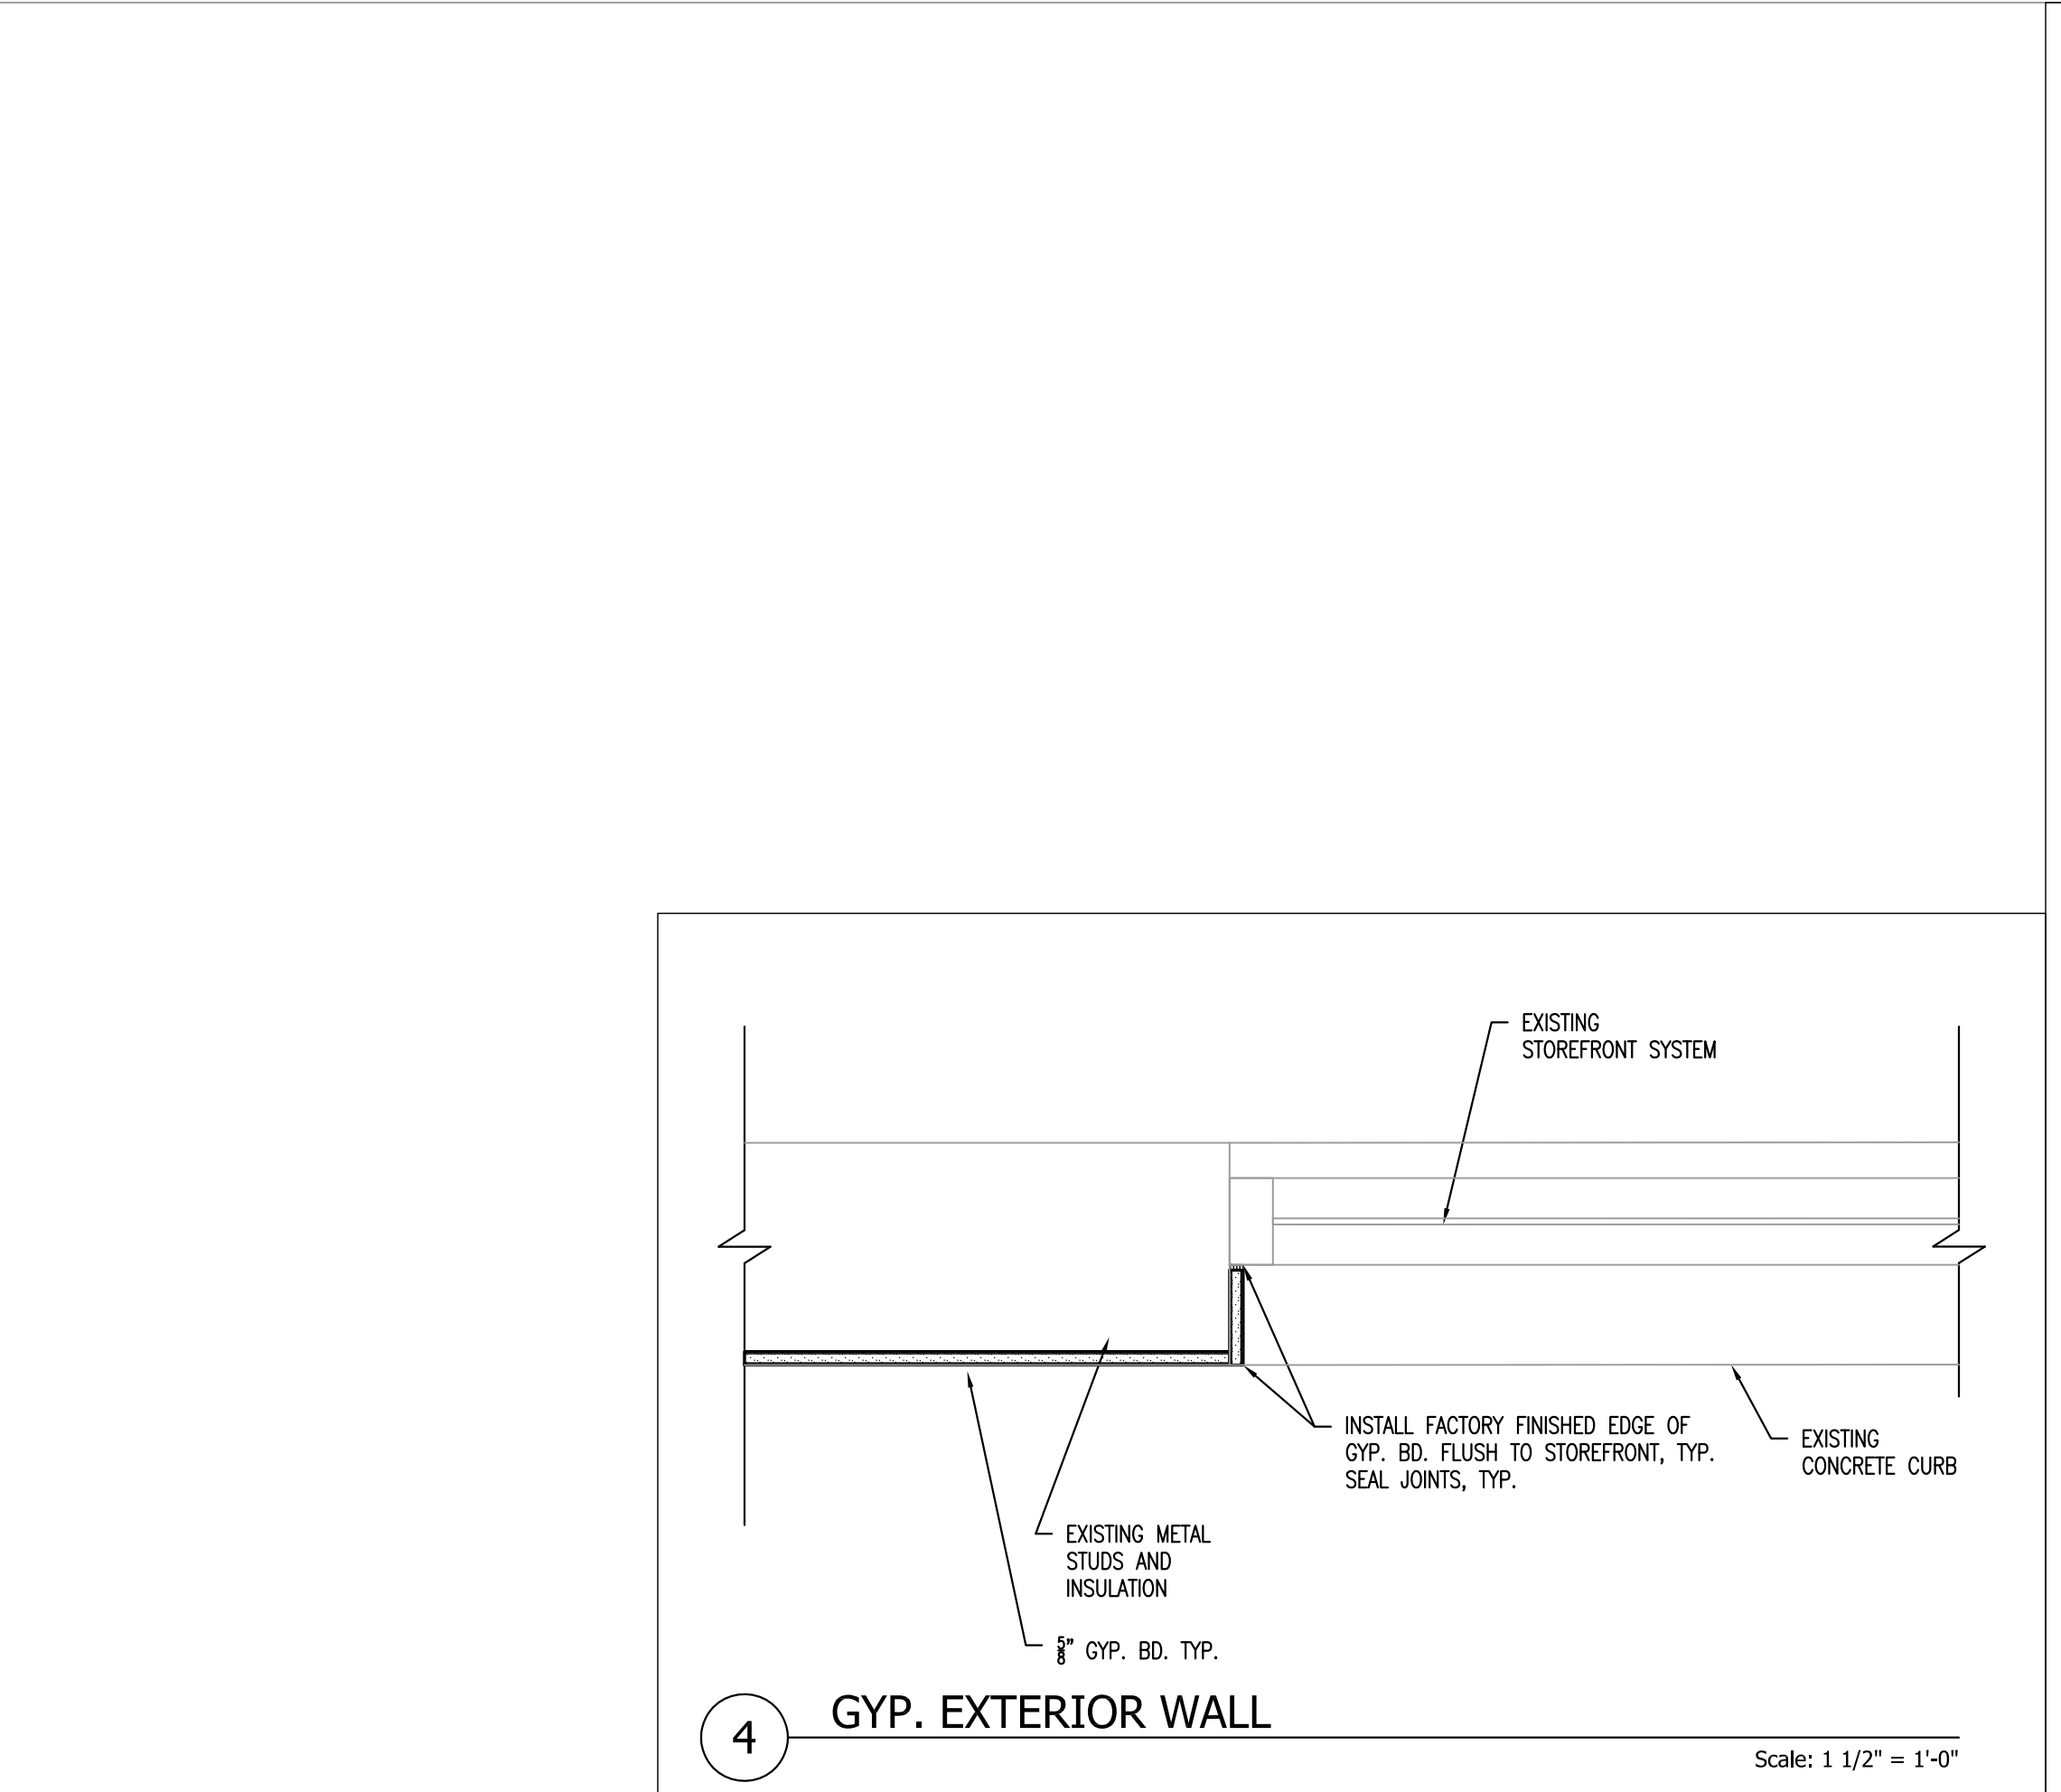 EXISTING
STOREFRONT SYSTEM
INSTALL FACTORY FINISHED EDGE OF
GYP. BD. FLUSH TO STOREFRONT, TYP.
SEAL JOINTS, TYP.
EXISTING
CONCRETE CURB
EXISTING METAL
STUDS AND
INSULATION
5/8" GYP. BD. TYP.
4
GYP. EXTERIOR WALL
Scale: 1 1/2" = 1'-0"